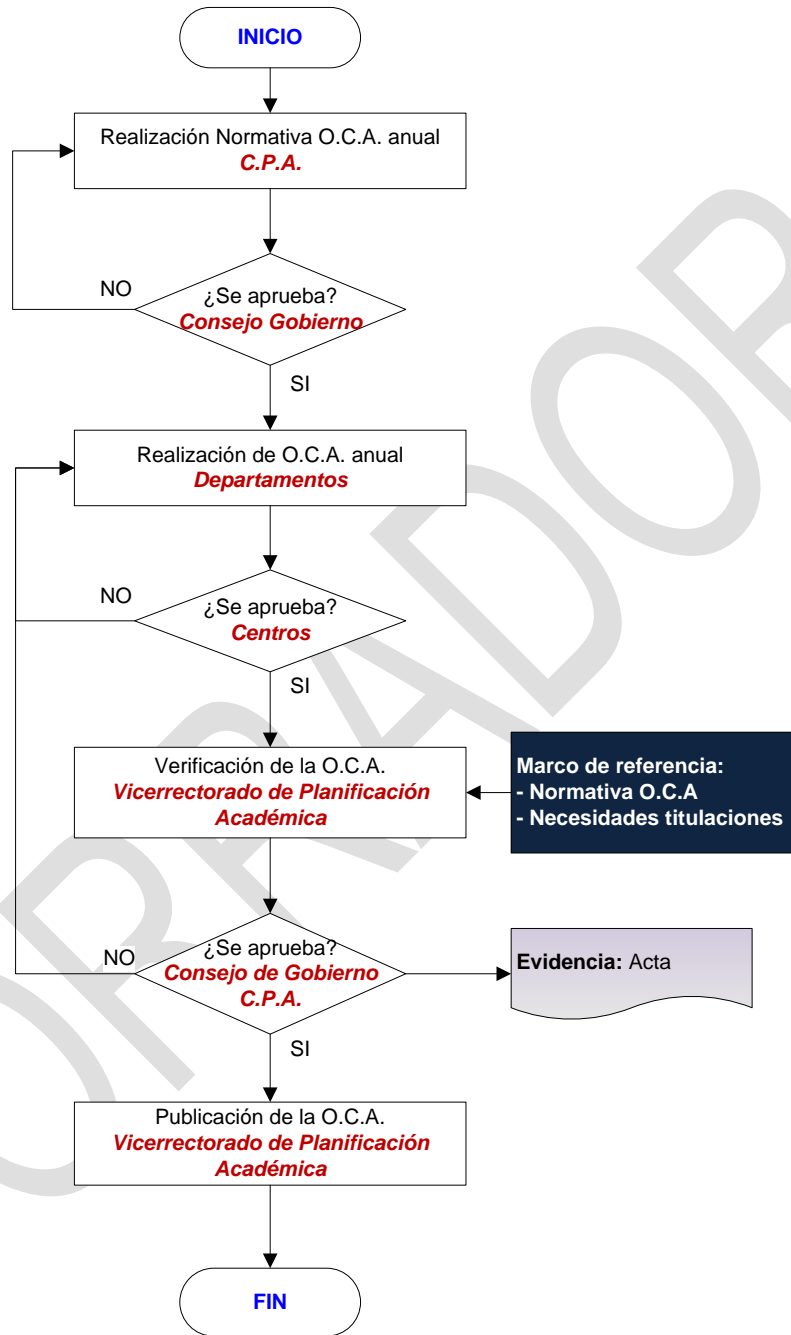 INICIO
Realización Normativa O.C.A. anual
C.P.A.
NO
¿Se aprueba?
Consejo Gobierno
SI
Realización de O.C.A. anual
Departamentos
NO
¿Se aprueba?
Centros
SI
Verificación de la O.C.A.
Vicerrectorado de Planificación
Académica
Marco de referencia:
- Normativa O.C.A
- Necesidades titulaciones
NO
¿Se aprueba?
Consejo de Gobierno
C.P.A.
Evidencia: Acta
SI
Publicación de la O.C.A.
Vicerrectorado de Planificación
Académica
FIN
ORRADOR